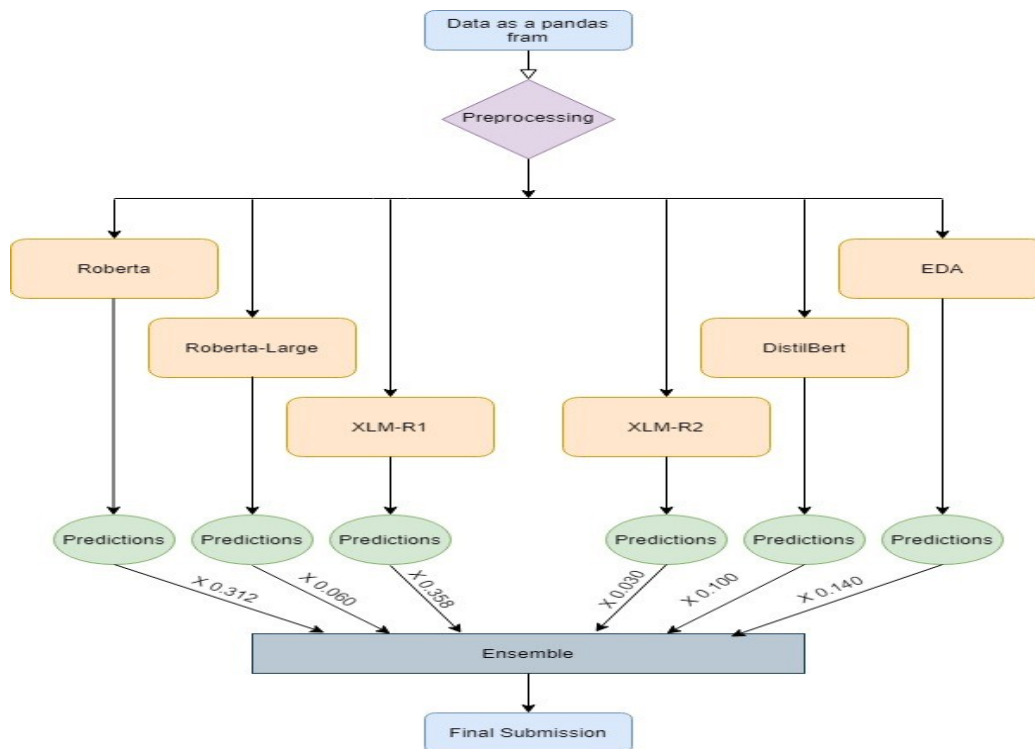 Data as a pandas
fram
Preprocessing
Roberta
EDA
Roberta-Large
DistilBert
XLM-R1
XLM-R2
Predictions
Predictions
Predictions
Predictions
Predictions
Predictions
X 0.312
X 0.060
X 0.358
X 0.030
X 0.100
X 0.140
Ensemble
Final Submission